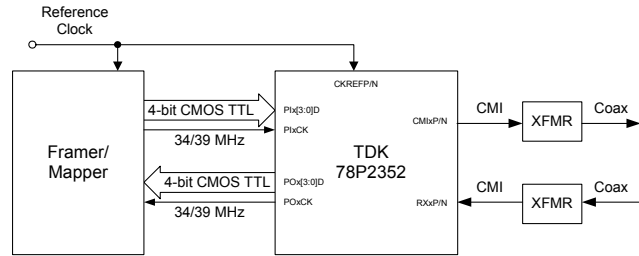 Reference
Clock
CKREFP/N
4-bit CMOS TTL
PIx[3:0]D
34/39 MHz
PIxCK
CMIxP/N
CMI
XFMR
Coax
Framer/
Mapper
TDK
78P2352
4-bit CMOS TTL
POx[3:0]D
34/39 MHz
POxCK
RXxP/N
CMI
XFMR
Coax